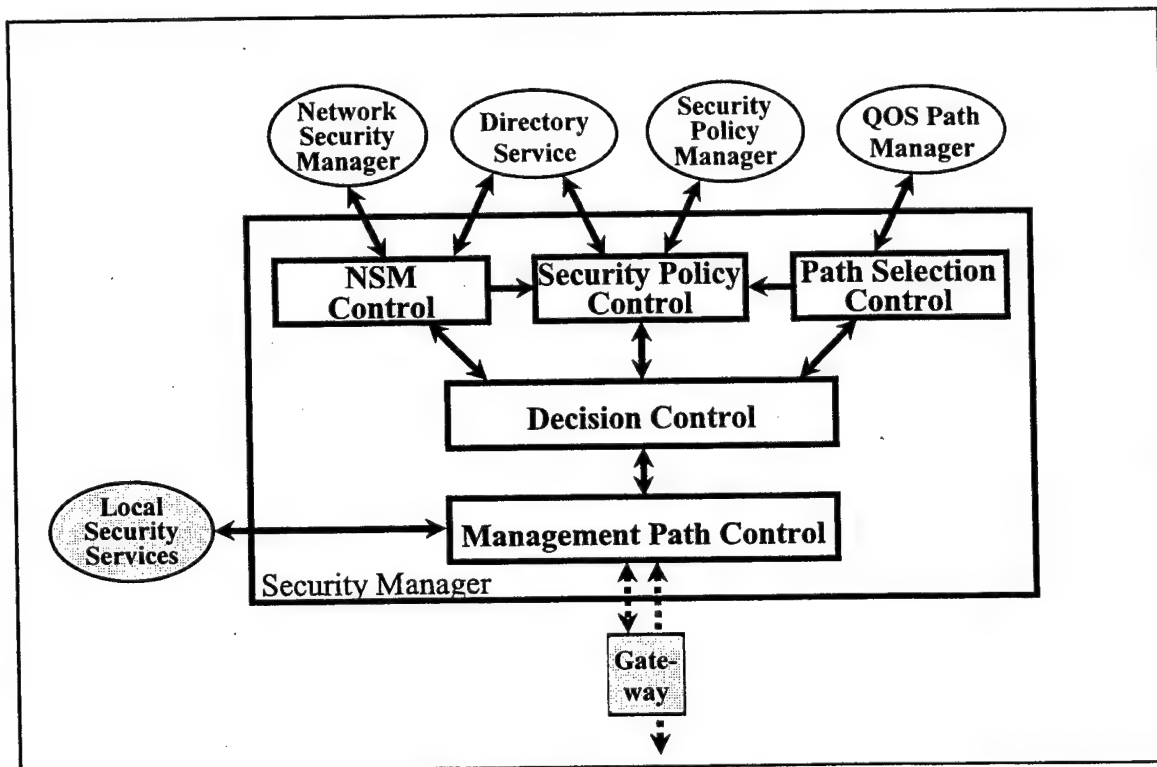 Network
Security
Manager
Directory
Service
Security
Policy
Manager
QOS Path
Manager
NSM
Control
Security Policy
Control
Path Selection
Control
Decision Control
Local
Security
Services
Management Path Control
Security Manager
Gate-
way